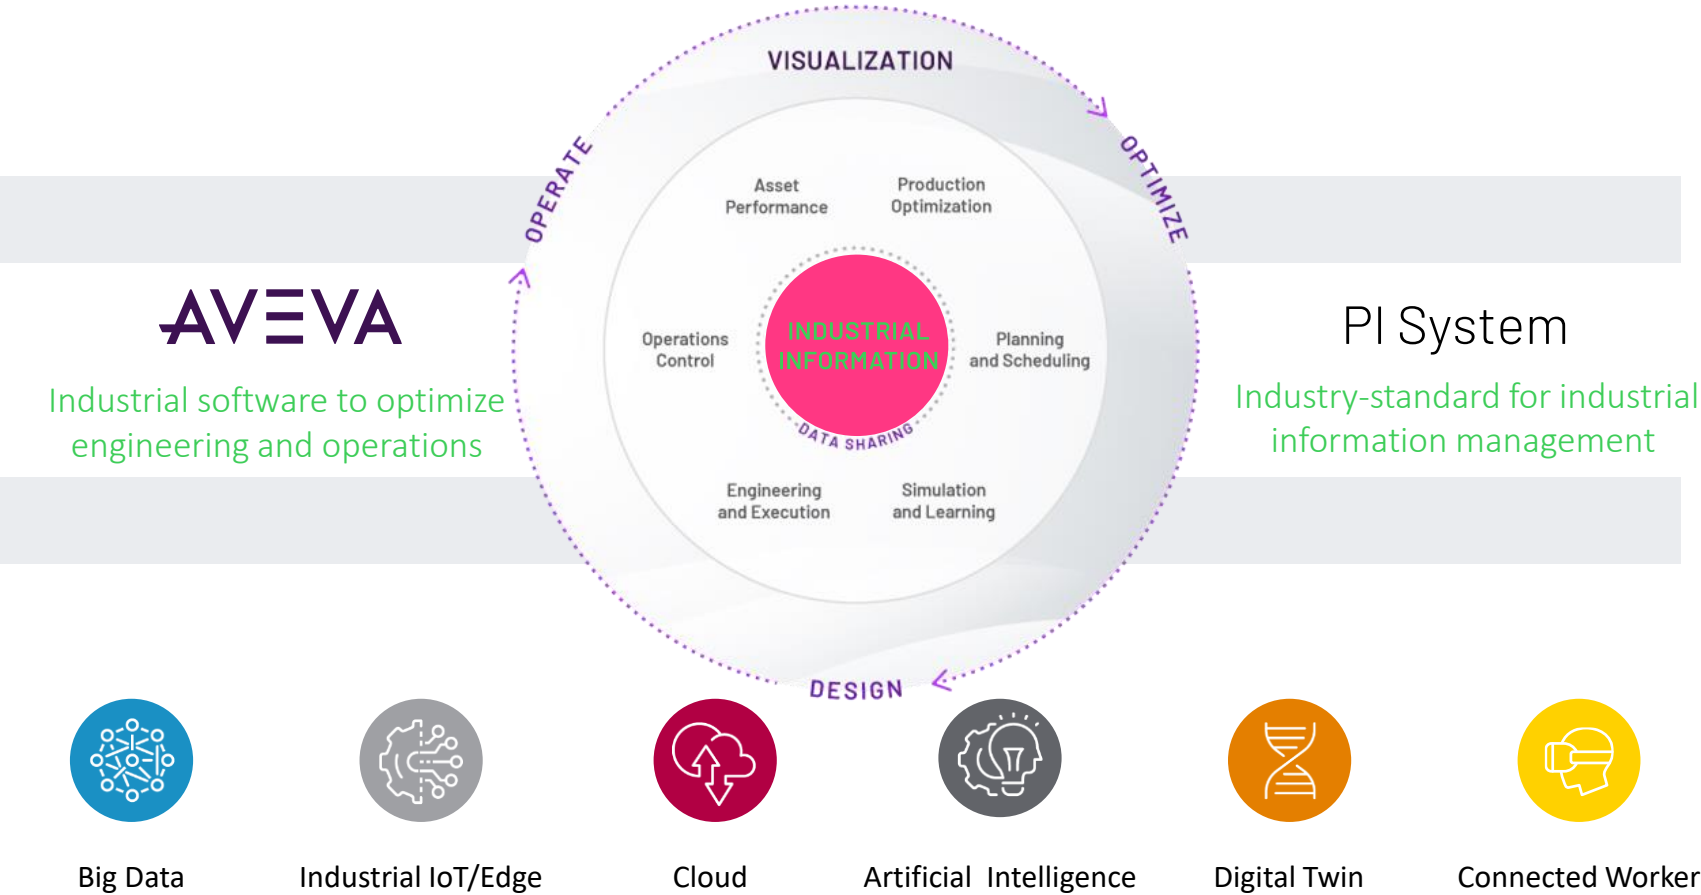 VISUALIZATION
OPERATE
OPTIMIZE
Asset
Performance
Production
Optimization
AVEVA
Industrial software to optimize
engineering and operations
Operations
Control
INDUSTRIAL
INFORMATION
DATA SHARING
Planning
and Scheduling
PI System
Industry-standard for industrial
information management
Engineering
and Execution
Simulation
and Learning
DESIGN
Big Data
Industrial IoT/Edge
Cloud
Artificial Intelligence
Digital Twin
Connected Worker